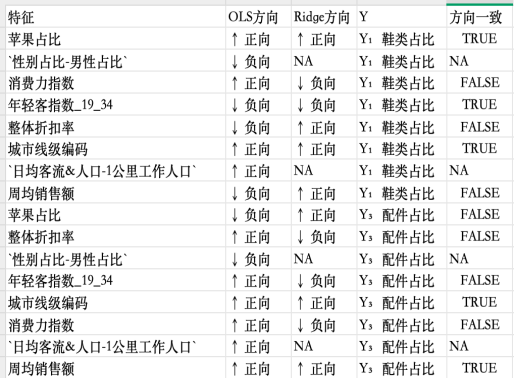 特征 OLS方向 Ridge方向 Y 方向一致
苹果占比 ↑ 正向 ↑ 正向 Y₁ 鞋类占比 TRUE
`性别占比-男性占比` ↓ 负向 NA Y₁ 鞋类占比 NA
消费力指数 ↑ 正向 ↓ 负向 Y₁ 鞋类占比 FALSE
年轻客指数_19_34 ↓ 负向 ↓ 负向 Y₁ 鞋类占比 TRUE
整体折扣率 ↓ 负向 ↑ 正向 Y₁ 鞋类占比 FALSE
城市线级编码 ↑ 正向 ↑ 正向 Y₁ 鞋类占比 TRUE
`日均客流&人口-1公里工作人口` ↑ 正向 NA Y₁ 鞋类占比 NA
周均销售额 ↓ 负向 ↑ 正向 Y₁ 鞋类占比 FALSE
苹果占比 ↓ 负向 ↑ 正向 Y₃ 配件占比 FALSE
整体折扣率 ↑ 正向 ↓ 负向 Y₃ 配件占比 FALSE
`性别占比-男性占比` ↓ 负向 NA Y₃ 配件占比 NA
年轻客指数_19_34 ↑ 正向 ↓ 负向 Y₃ 配件占比 FALSE
城市线级编码 ↑ 正向 ↑ 正向 Y₃ 配件占比 TRUE
消费力指数 ↑ 正向 ↓ 负向 Y₃ 配件占比 FALSE
`日均客流&人口-1公里工作人口` ↑ 正向 NA Y₃ 配件占比 NA
周均销售额 ↑ 正向 ↑ 正向 Y₃ 配件占比 TRUE